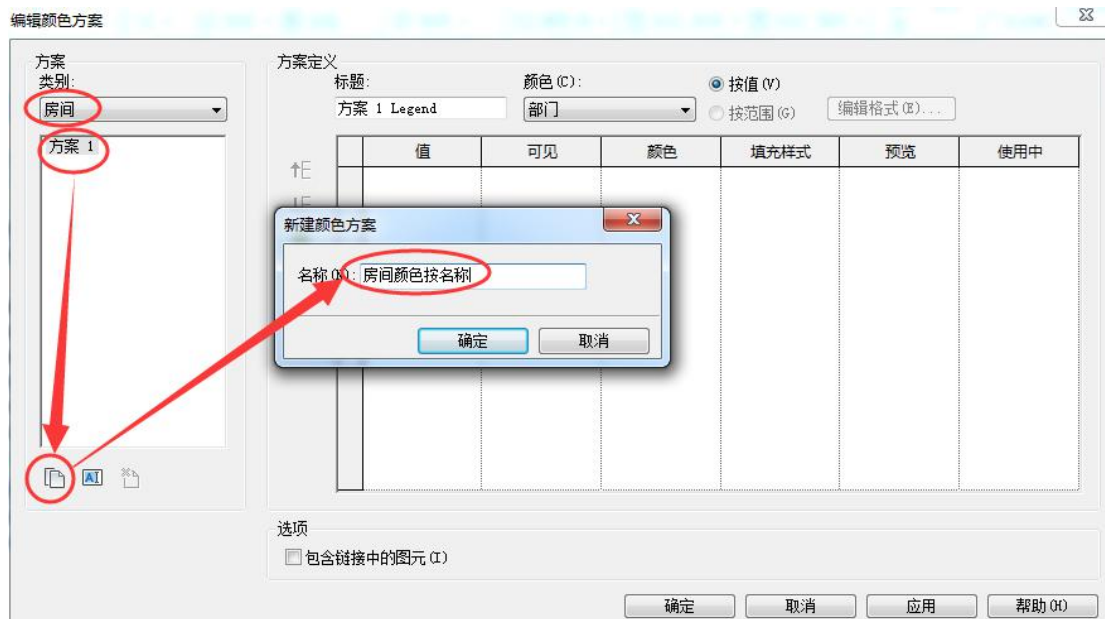 编辑颜色方案
方案
类别:
房间
方案 1
方案定义
标题:
方案 1 Legend
颜色(C):
部门
按值(V)
按范围(G)
编辑格式(E)...
值 可见 颜色 填充样式 预览 使用中
新建颜色方案
名称(N): 房间颜色按名称
确定 取消
选项
包含链接中的图元(I)
确定 取消 应用 帮助(H)